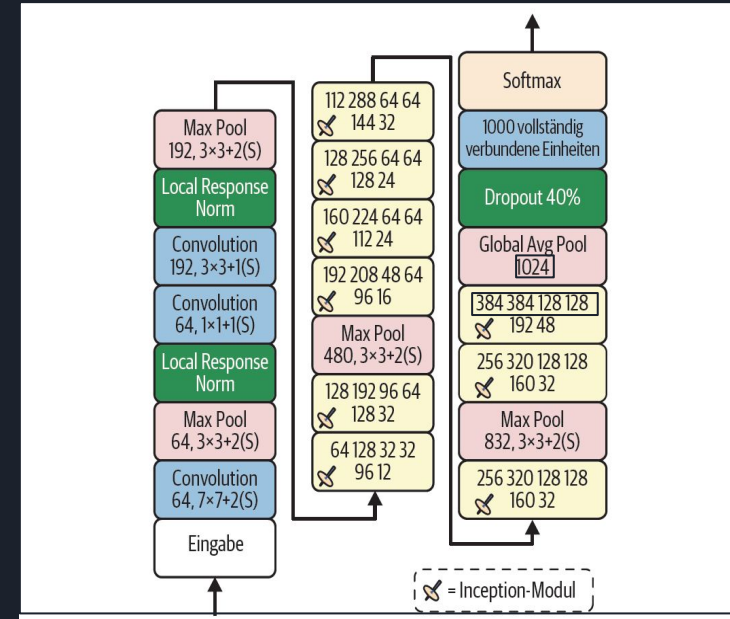 Max Pool
192, 3×3+2(S)
Local Response
Norm
Convolution
192, 3×3+1(S)
Convolution
64, 1×1+1(S)
Local Response
Norm
Max Pool
64, 3×3+2(S)
Convolution
64, 7×7+2(S)
Eingabe
112 288 64 64
144 32
128 256 64 64
128 24
160 224 64 64
112 24
192 208 48 64
96 16
Max Pool
480, 3×3+2(S)
128 192 96 64
128 32
64 128 32 32
96 12
Softmax
1000 vollständig
verbundene Einheiten
Dropout 40%
Global Avg Pool
1024
384 384 128 128
192 48
256 320 128 128
160 32
Max Pool
832, 3×3+2(S)
256 320 128 128
160 32
= Inception-Modul